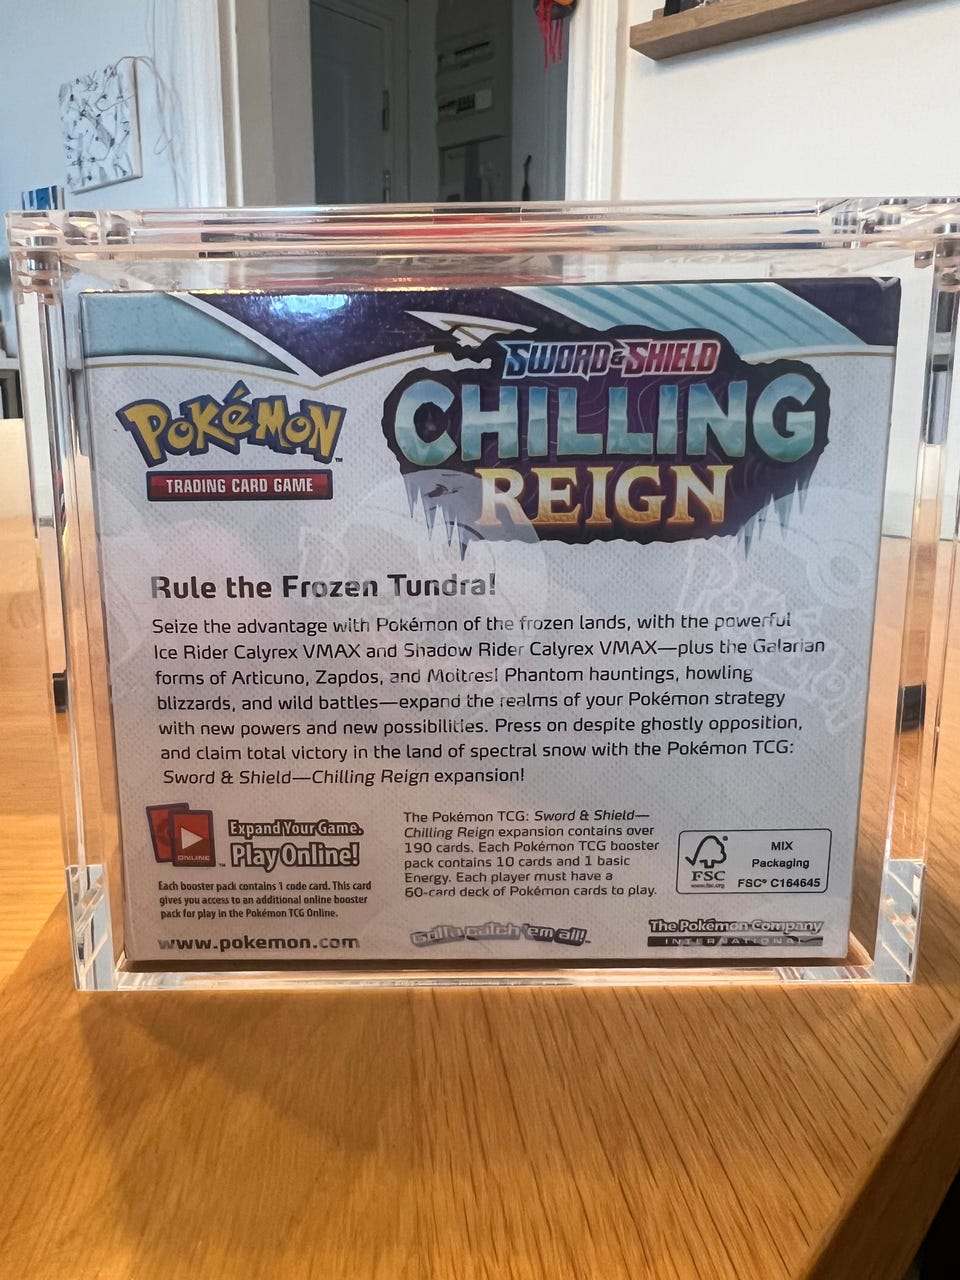 SWORD & SHIELD
CHILLING
REIGN
POKéMON
TRADING CARD GAME
Rule the Frozen Tundra!
Seize the advantage with Pokémon of the frozen lands, with the powerful
Ice Rider Calyrex VMAX and Shadow Rider Calyrex VMAX—plus the Galarian
forms of Articuno, Zapdos, and Moltres! Phantom hauntings, howling
blizzards, and wild battles—expand the realms of your Pokémon strategy
with new powers and new possibilities. Press on despite ghostly opposition,
and claim total victory in the land of spectral snow with the Pokémon TCG:
Sword & Shield—Chilling Reign expansion!
ONLINE
Expand Your Game.
Play Online!
TM
Each booster pack contains 1 code card. This card
gives you access to an additional online booster
pack for play in the Pokémon TCG Online.
www.pokemon.com
The Pokémon TCG: Sword & Shield—
Chilling Reign expansion contains over
190 cards. Each Pokémon TCG booster
pack contains 10 cards and 1 basic
Energy. Each player must have a
60-card deck of Pokémon cards to play.
Gotta catch 'em all!
FSC
www.fsc.org
MIX
Packaging
FSC® C164645
The Pokémon Company
INTERNATIONAL